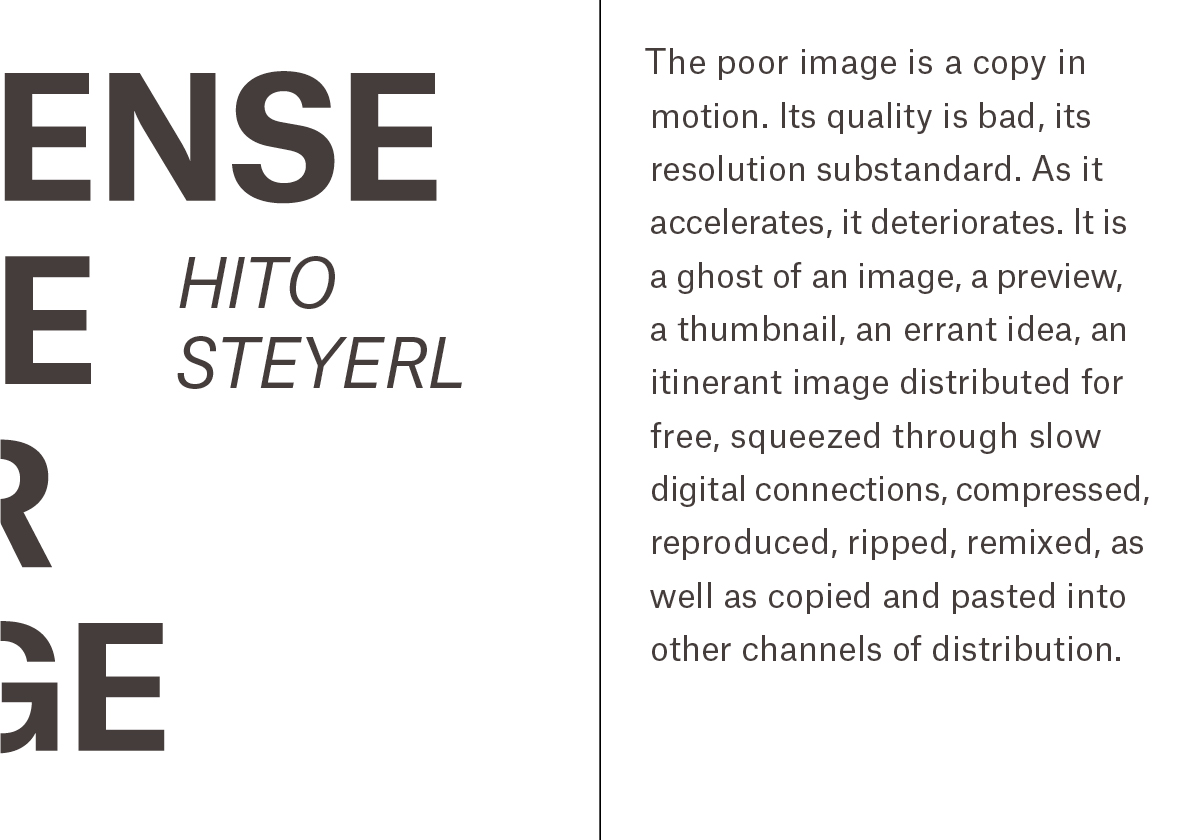 ENSE
E
HITO
STEYERL
R
GE
The poor image is a copy in
motion. Its quality is bad, its
resolution substandard. As it
accelerates, it deteriorates. It is
a ghost of an image, a preview,
a thumbnail, an errant idea, an
itinerant image distributed for
free, squeezed through slow
digital connections, compressed,
reproduced, ripped, remixed, as
well as copied and pasted into
other channels of distribution.